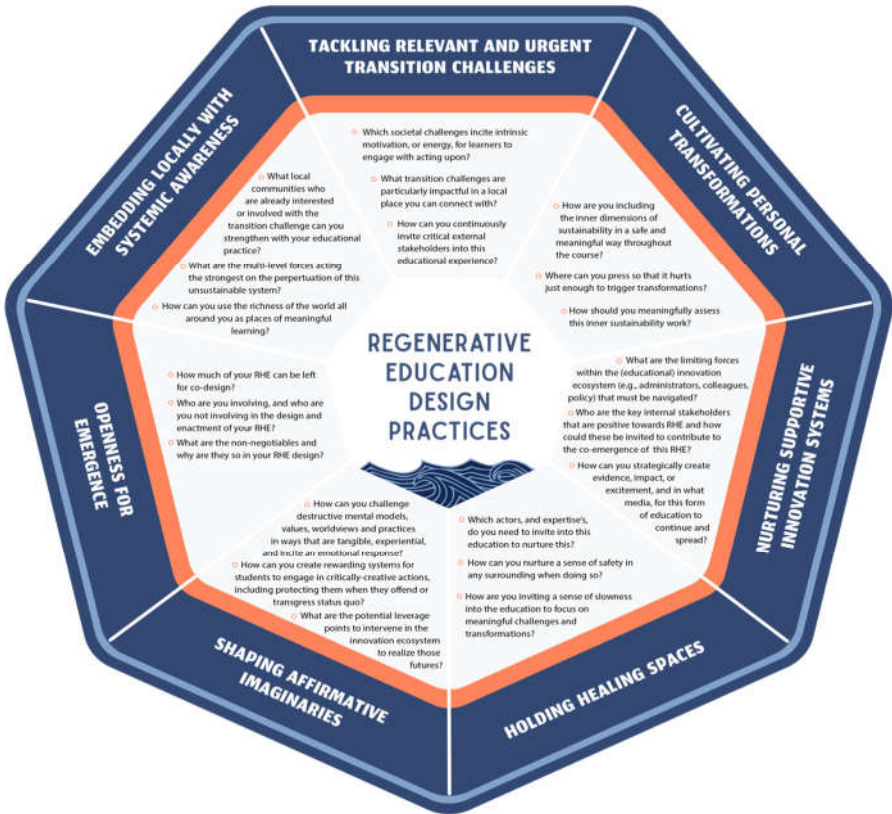 TACKLING RELEVANT AND URGENT
TRANSITION CHALLENGES
Which societal challenges incite intrinsic
motivation, or energy, for learners to
engage with acting upon?
What transition challenges are
particularly impactful in a local
place you can connect with?
How can you continuously
invite critical external
stakeholders into this
educational experience?
CULTIVATING PERSONAL
TRANSFORMATIONS
How are you including
the inner dimensions of
sustainability in a safe and
meaningful way throughout
the course?
Where can you press so that it hurts
just enough to trigger transformations?
How should you meaningfully assess
this inner sustainability work?
NURTURING SUPPORTIVE
INNOVATION SYSTEMS
What are the limiting forces
within the (educational) innovation
ecosystem (e.g., administrators, colleagues,
policy) that must be navigated?
Who are the key internal stakeholders
that are positive towards RHE and how
could these be invited to contribute to
the co-emergence of this RHE?
How can you strategically create
evidence, impact, or
excitement, and in what
media, for this form
of education to
continue and
spread?
HOLDING HEALING SPACES
Which actors, and expertise's,
do you need to invite into this
education to nurture this?
How can you nurture a sense of safety in
any surrounding when doing so?
How are you inviting a sense of slowness
into the education to focus on
meaningful challenges and
transformations?
SHAPING AFFIRMATIVE
IMAGINARIES
How can you challenge
destructive mental models,
values, worldviews and practices
in ways that are tangible, experiential,
and incite an emotional response?
How can you create rewarding systems for
students to engage in critically-creative actions,
including protecting them when they offend or
transgress status quo?
What are the potential leverage
points to intervene in the
innovation ecosystem
to realize those
futures?
OPENNESS FOR
EMERGENCE
How much of your RHE can be left
for co-design?
Who are you involving, and who are
you not involving in the design and
enactment of your RHE?
What are the non-negotiables and
why are they so in your RHE design?
EMBEDDING LOCALLY WITH
SYSTEMIC AWARENESS
What local
communities who
are already interested
or involved with the
transition challenge can you
strengthen with your educational
practice?
What are the multi-level forces acting
the strongest on the perpertuation of this
unsustainable system?
How can you use the richness of the world all
around you as places of meaningful
learning?
REGENERATIVE
EDUCATION
DESIGN
PRACTICES